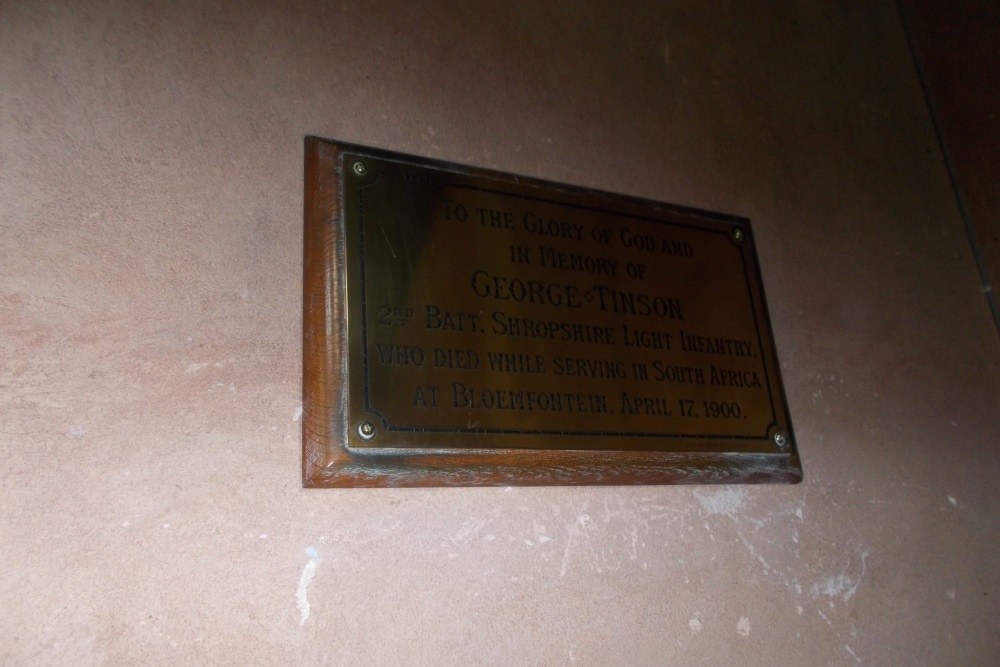 To the Glory of God and
in Memory of
George Tinson
2ND Batt. Shropshire Light Infantry,
who died while serving in South Africa
at Bloemfontein, April 17, 1900.